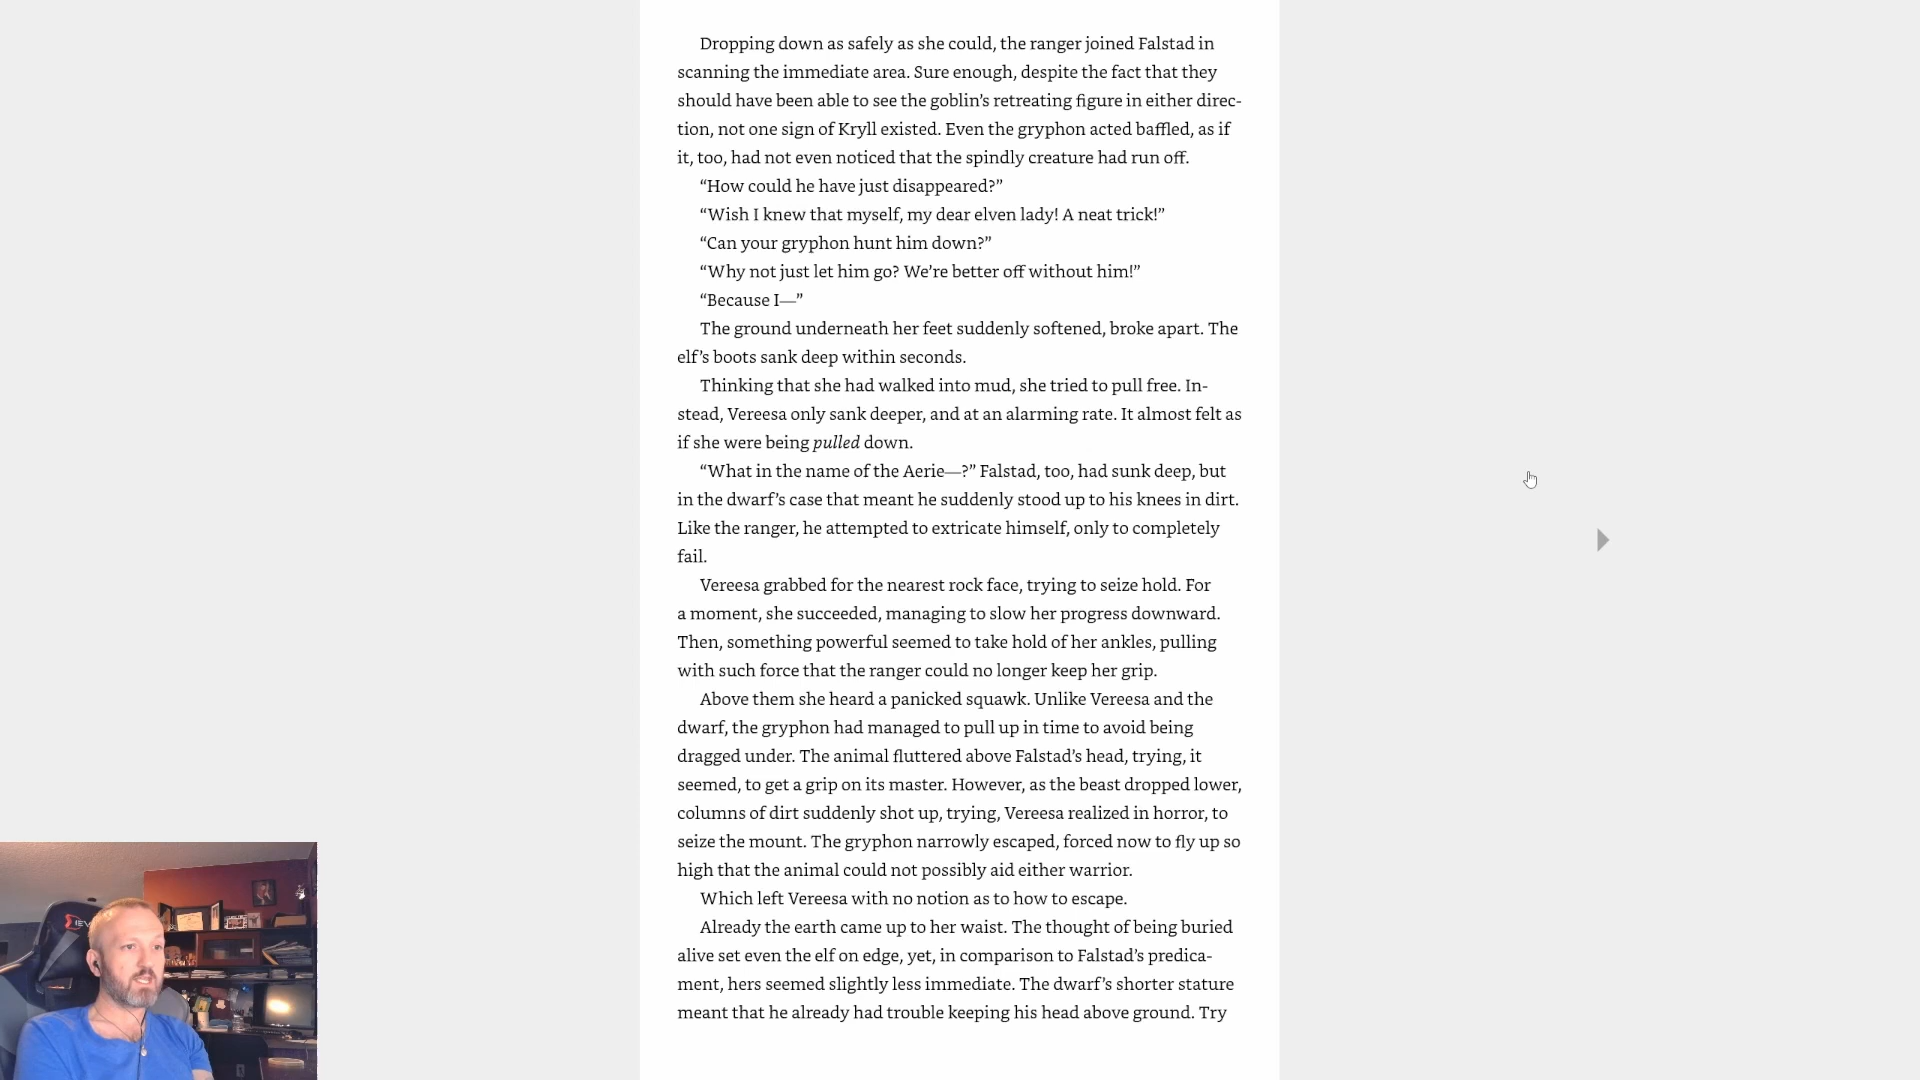 Dropping down as safely as she could, the ranger joined Falstad in
scanning the immediate area. Sure enough, despite the fact that they
should have been able to see the goblin’s retreating figure in either direc-
tion, not one sign of Kryll existed. Even the gryphon acted baffled, as if
it, too, had not even noticed that the spindly creature had run off.
“How could he have just disappeared?”
“Wish I knew that myself, my dear elven lady! A neat trick!”
“Can your gryphon hunt him down?”
“Why not just let him go? We’re better off without him!”
“Because I—”
The ground underneath her feet suddenly softened, broke apart. The
elf’s boots sank deep within seconds.
Thinking that she had walked into mud, she tried to pull free. In-
stead, Vereesa only sank deeper, and at an alarming rate. It almost felt as
if she were being pulled down.
“What in the name of the Aerie—?” Falstad, too, had sunk deep, but
in the dwarf’s case that meant he suddenly stood up to his knees in dirt.
Like the ranger, he attempted to extricate himself, only to completely
fail.
Vereesa grabbed for the nearest rock face, trying to seize hold. For
a moment, she succeeded, managing to slow her progress downward.
Then, something powerful seemed to take hold of her ankles, pulling
with such force that the ranger could no longer keep her grip.
Above them she heard a panicked squawk. Unlike Vereesa and the
dwarf, the gryphon had managed to pull up in time to avoid being
dragged under. The animal fluttered above Falstad’s head, trying, it
seemed, to get a grip on its master. However, as the beast dropped lower,
columns of dirt suddenly shot up, trying, Vereesa realized in horror, to
seize the mount. The gryphon narrowly escaped, forced now to fly up so
high that the animal could not possibly aid either warrior.
Which left Vereesa with no notion as to how to escape.
Already the earth came up to her waist. The thought of being buried
alive set even the elf on edge, yet, in comparison to Falstad’s predica-
ment, hers seemed slightly less immediate. The dwarf’s shorter stature
meant that he already had trouble keeping his head above ground. Try